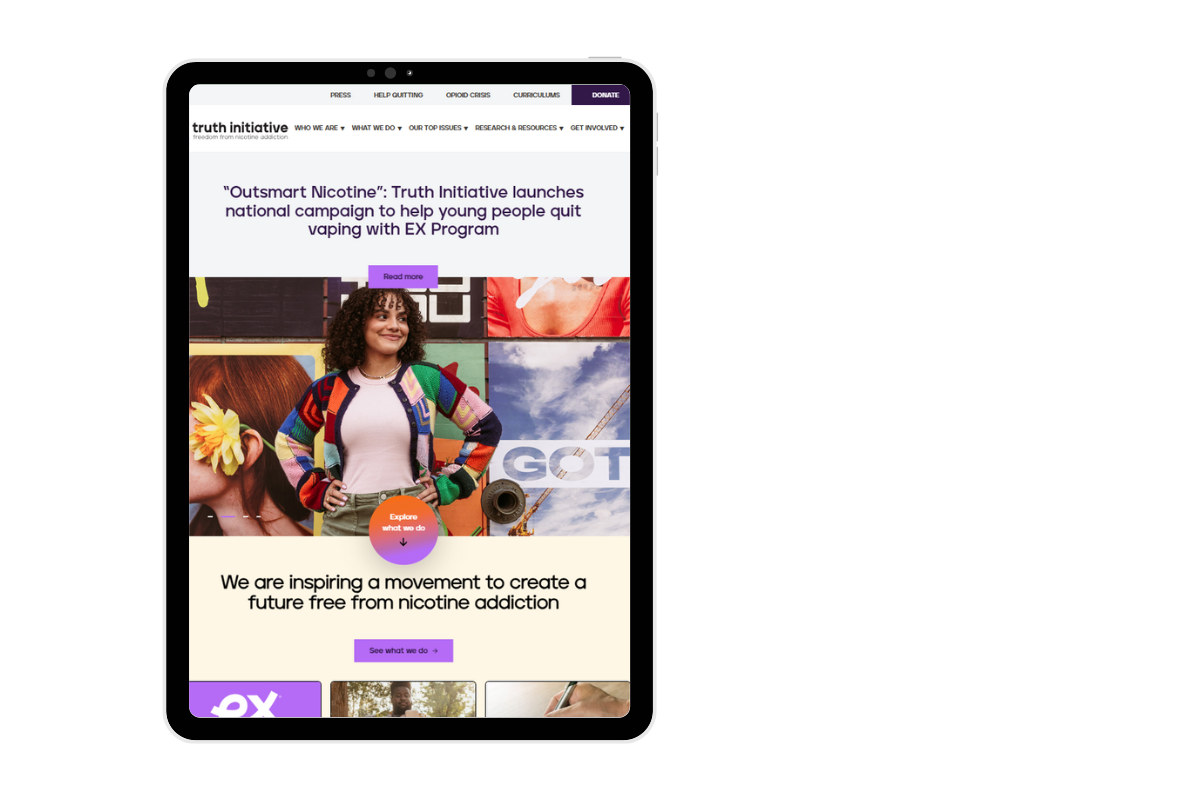 PRESS HELP QUITTING OPIOID CRISIS CURRICULUMS DONATE
truth initiative
freedom from nicotine addiction
WHO WE ARE ▼ WHAT WE DO ▼ OUR TOP ISSUES ▼ RESEARCH & RESOURCES ▼ GET INVOLVED ▼
“Outsmart Nicotine”: Truth Initiative launches
national campaign to help young people quit
vaping with EX Program
Read more
GOT
Explore
what we do
↓
We are inspiring a movement to create a
future free from nicotine addiction
See what we do →
ex